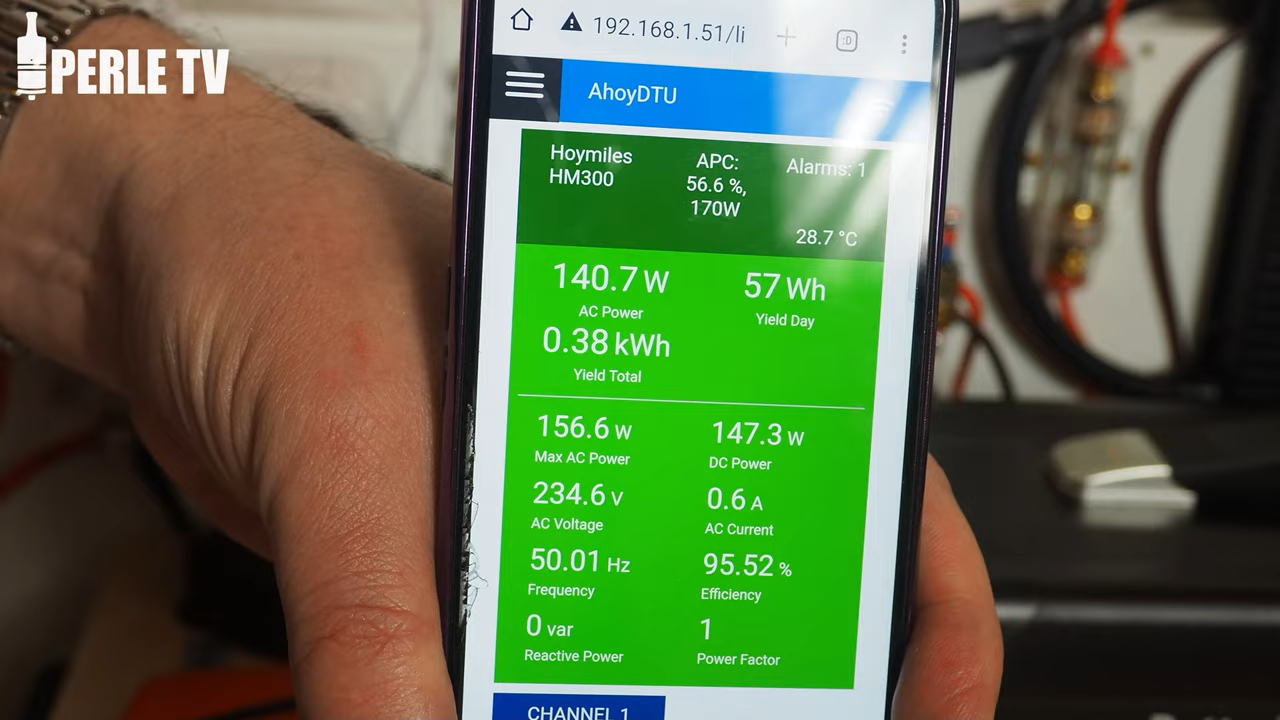 PERLE TV
192.168.1.51/li
:D
AhoyDTU
Hoymiles
HM300
APC:
56.6 %,
170W
Alarms: 1
28.7 °C
140.7 W
AC Power
57 Wh
Yield Day
0.38 kWh
Yield Total
156.6 W
Max AC Power
147.3 W
DC Power
234.6 V
AC Voltage
0.6 A
AC Current
50.01 Hz
Frequency
95.52 %
Efficiency
0 var
Reactive Power
1
Power Factor
CHANNEL 1